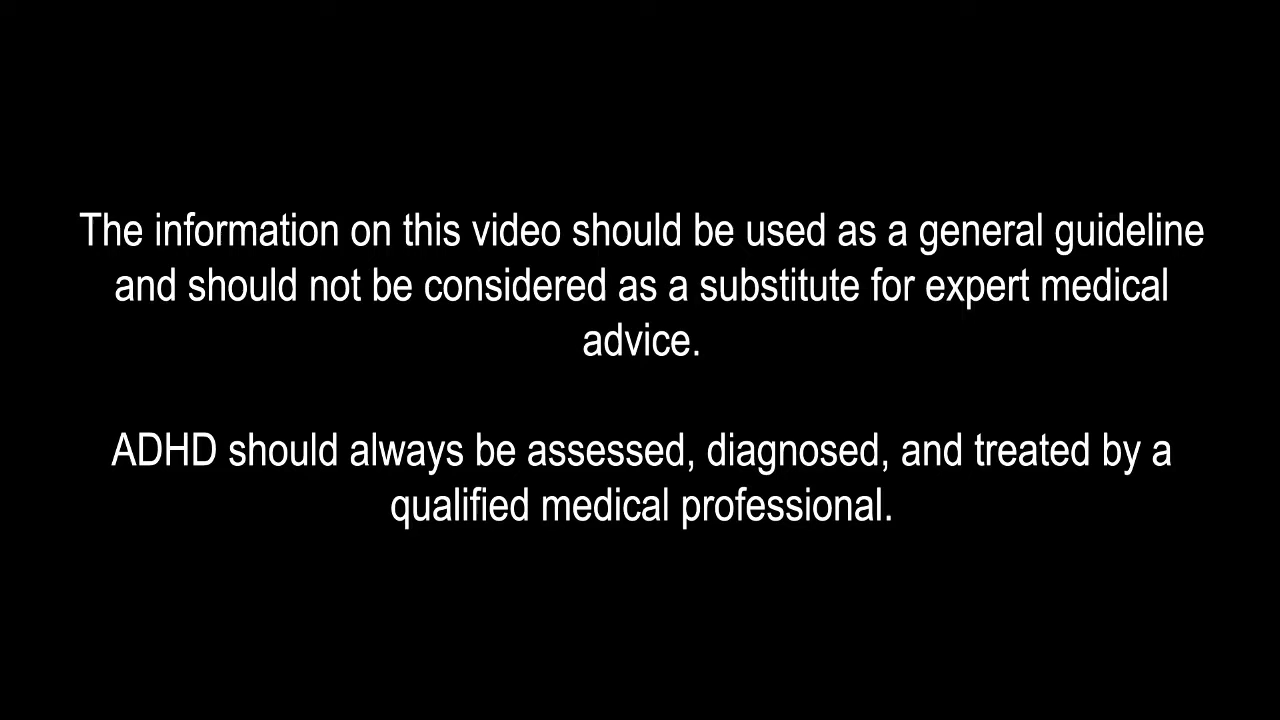 The information on this video should be used as a general guideline
and should not be considered as a substitute for expert medical
advice.
ADHD should always be assessed, diagnosed, and treated by a
qualified medical professional.